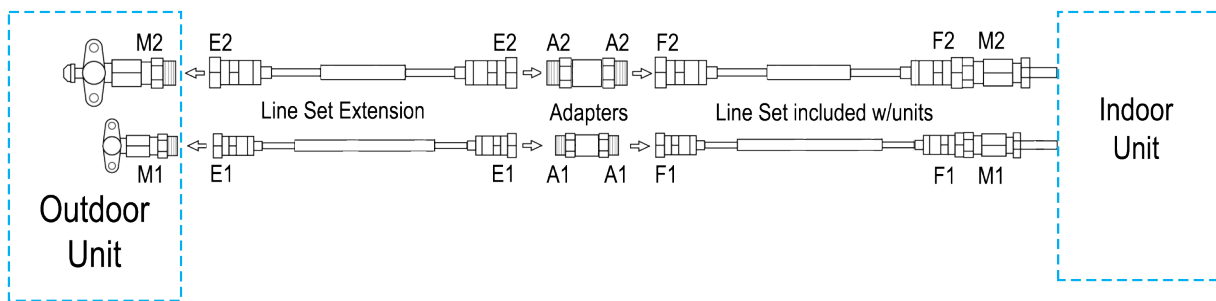 M2 E2 E2 A2 A2 F2 F2 M2
Line Set Extension Adapters Line Set included w/units
M1 E1 E1 A1 A1 F1 F1 M1
Outdoor
Unit
Indoor
Unit